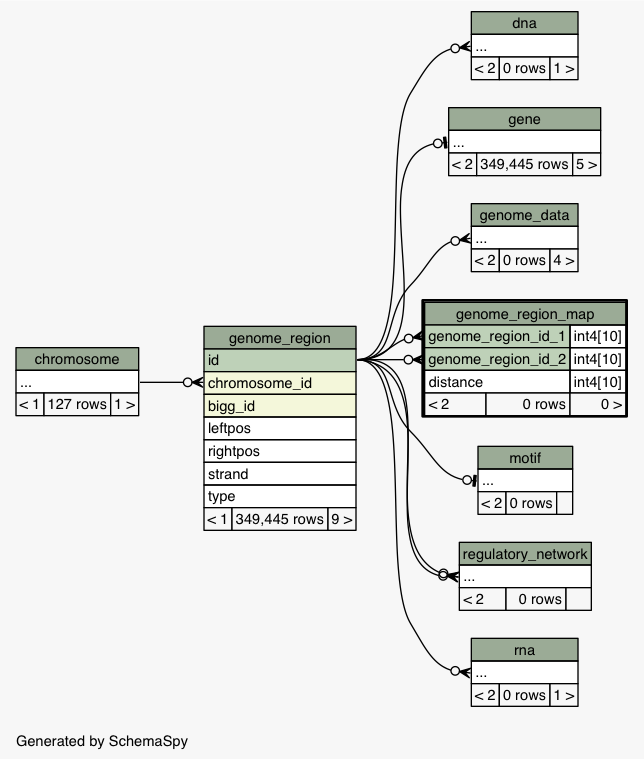 dna
...
< 2 0 rows 1 >
gene
...
< 2 349,445 rows 5 >
genome_data
...
< 2 0 rows 4 >
genome_region_map
genome_region_id_1 int4[10]
genome_region_id_2 int4[10]
distance int4[10]
< 2 0 rows 0 >
chromosome
...
< 1 127 rows 1 >
genome_region
id
chromosome_id
bigg_id
leftpos
rightpos
strand
type
< 1 349,445 rows 9 >
motif
...
< 2 0 rows
regulatory_network
...
< 2 0 rows
rna
...
< 2 0 rows 1 >
Generated by SchemaSpy